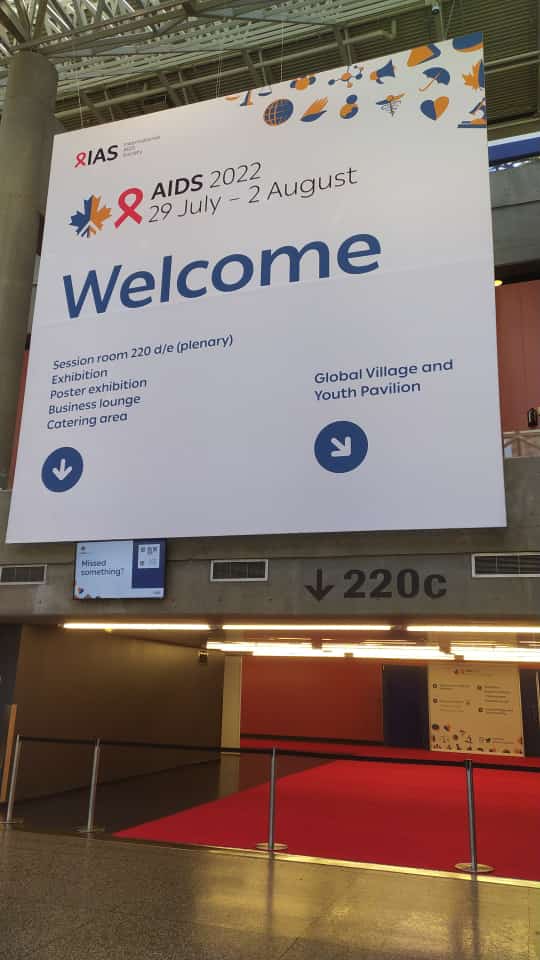 IAS International
AIDS
Society
AIDS 2022
29 July – 2 August
Welcome
Session room 220 d/e (plenary)
Exhibition
Poster exhibition
Business lounge
Catering area
Global Village and
Youth Pavilion
Missed
something?
220c